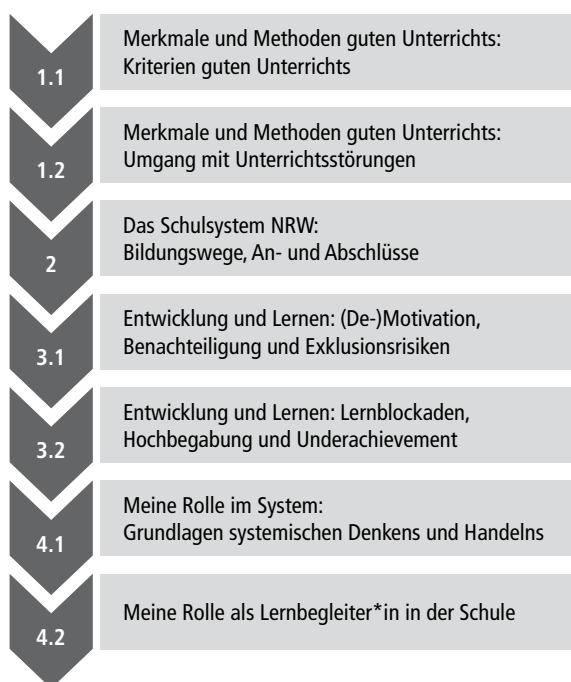 1.1
Merkmale und Methoden guten Unterrichts:
Kriterien guten Unterrichts
1.2
Merkmale und Methoden guten Unterrichts:
Umgang mit Unterrichtsstörungen
2
Das Schulsystem NRW:
Bildungswege, An- und Abschlüsse
3.1
Entwicklung und Lernen: (De-)Motivation,
Benachteiligung und Exklusionsrisiken
3.2
Entwicklung und Lernen: Lernblockaden,
Hochbegabung und Underachievement
4.1
Meine Rolle im System:
Grundlagen systemischen Denkens und Handelns
4.2
Meine Rolle als Lernbegleiter*in in der Schule